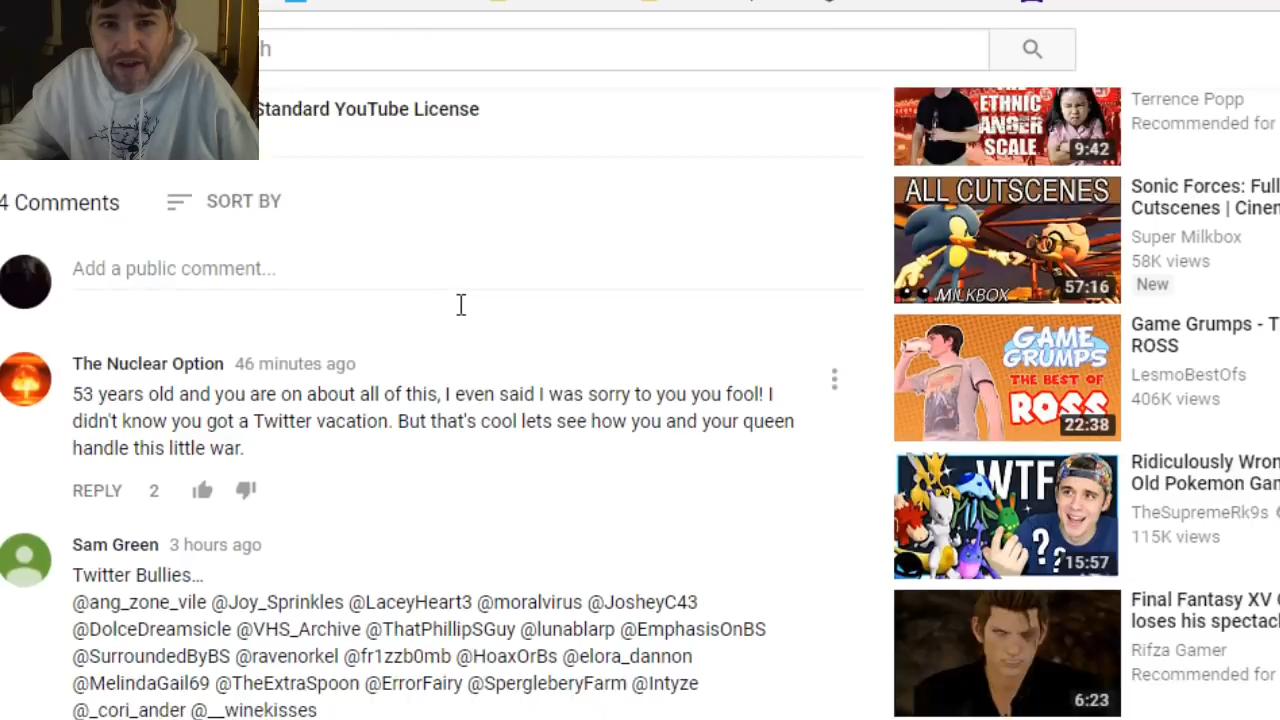 h
Standard YouTube License
4 Comments
SORT BY
Add a public comment...
The Nuclear Option 46 minutes ago
53 years old and you are on about all of this, I even said I was sorry to you you fool! I
didn't know you got a Twitter vacation. But that's cool lets see how you and your queen
handle this little war.
REPLY 2
Sam Green 3 hours ago
Twitter Bullies...
@ang_zone_vile @Joy_Sprinkles @LaceyHeart3 @moralvirus @JosheyC43
@DolceDreamsicle @VHS_Archive @ThatPhillipSGuy @lunablarp @EmphasisOnBS
@SurroundedByBS @ravenorkel @fr1zzb0mb @HoaxOrBs @elora_dannon
@MelindaGail69 @TheExtraSpoon @ErrorFairy @SpergleberyFarm @Intyze
@_cori_ander @__winekisses
ETHNIC
ANGER
SCALE
9:42
Terrence Popp
Recommended for
ALL CUTSCENES
MILKBOX
57:16
Sonic Forces: Full
Cutscenes | Cinem
Super Milkbox
58K views
New
GAME
GRUMPS
THE BEST OF
ROSS
22:38
Game Grumps - T
ROSS
LesmoBestOfs
406K views
WTF
??
15:57
Ridiculously Wron
Old Pokemon Gam
TheSupremeRk9s
115K views
6:23
Final Fantasy XV
loses his spectac
Rifza Gamer
Recommended for